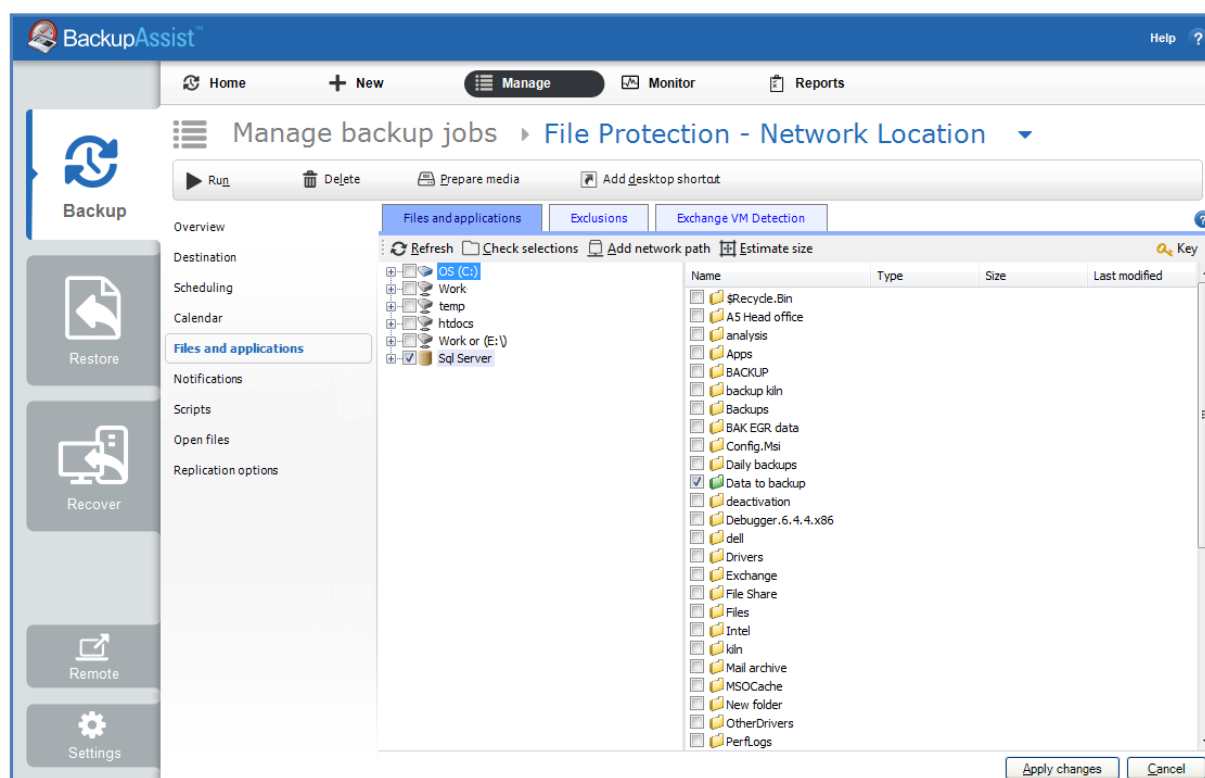 BackupAssist™
Help ?
Home
New
Manage
Monitor
Reports
Manage backup jobs
File Protection - Network Location
Run
Delete
Prepare media
Add desktop shortcut
Backup
Restore
Recover
Remote
Settings
Overview
Destination
Scheduling
Calendar
Files and applications
Notifications
Scripts
Open files
Replication options
Files and applications
Exclusions
Exchange VM Detection
?
Refresh
Check selections
Add network path
Estimate size
Key
OS (C:)
Work
temp
htdocs
Work or (E:\)
Sql Server
Name
Type
Size
Last modified
$Recycle.Bin
A5 Head office
analysis
Apps
BACKUP
backup kiln
Backups
BAK EGR data
Config.Msi
Daily backups
Data to backup
deactivation
Debugger.6.4.4.x86
dell
Drivers
Exchange
File Share
Files
Intel
kiln
Mail archive
MSOCache
New folder
OtherDrivers
PerfLogs
Apply changes
Cancel